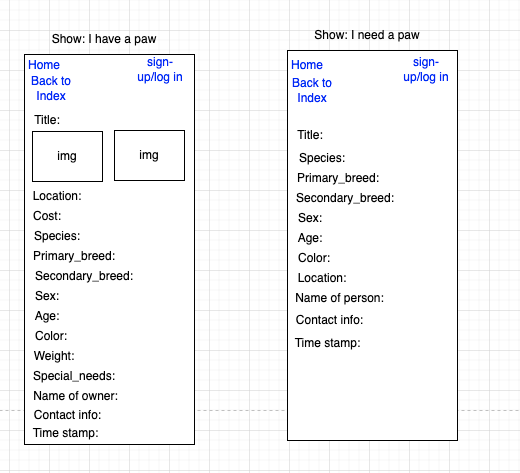 Show: I have a paw
Home
sign-
up/log in
Back to
Index
Title:
img
img
Location:
Cost:
Species:
Primary_breed:
Secondary_breed:
Sex:
Age:
Color:
Weight:
Special_needs:
Name of owner:
Contact info:
Time stamp:
Show: I need a paw
Home
sign-
up/log in
Back to
Index
Title:
Species:
Primary_breed:
Secondary_breed:
Sex:
Age:
Color:
Location:
Name of person:
Contact info:
Time stamp: